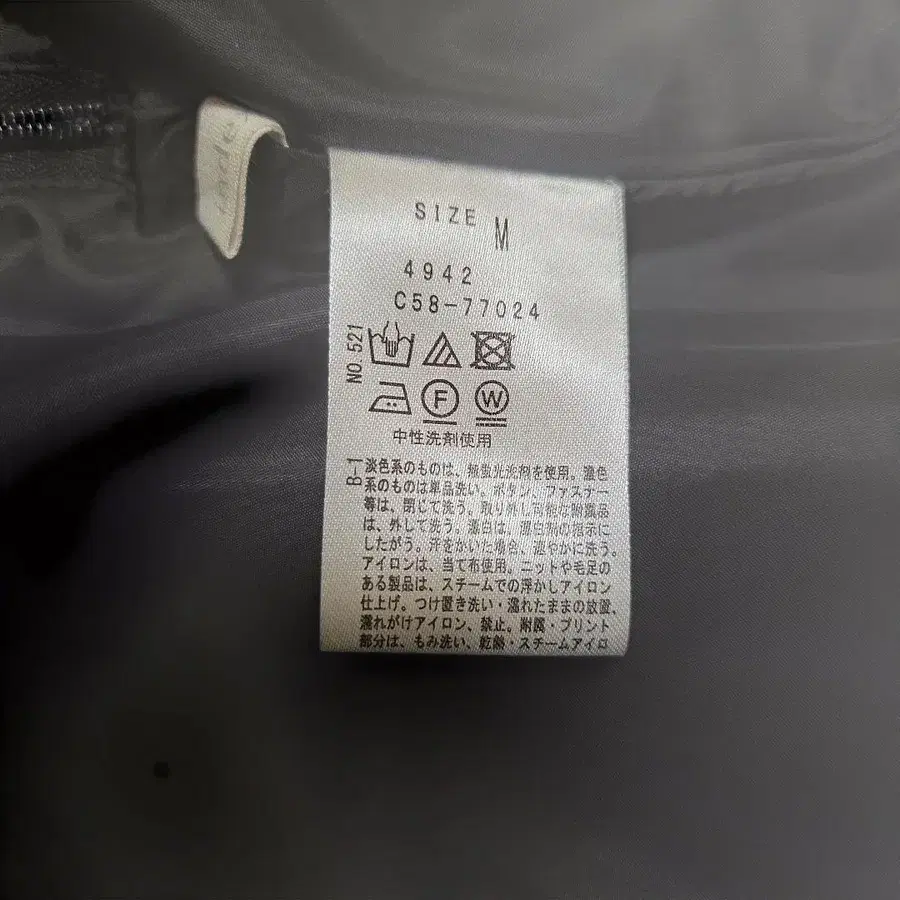 SIZE M
4942
C58-77024
NO.521
F W
中性洗剤使用
B-1
淡色系のものは、無蛍光洗剤を使用。濃色
系のものは単品洗い、ボタン、ファスナー
等は、閉じて洗う。取り外し可能な附属品
は、外して洗う。漂白は、漂白剤の指示に
したがう。汗をかいた場合、速やかに洗う。
アイロンは、当て布使用。ニットや毛足の
ある製品は、スチームでの浮かしアイロン
仕上げ。つけ置き洗い・濡れたままの放置、
濡れがけアイロン、禁止。附属・プリント
部分は、もみ洗い、乾熱・スチームアイロ